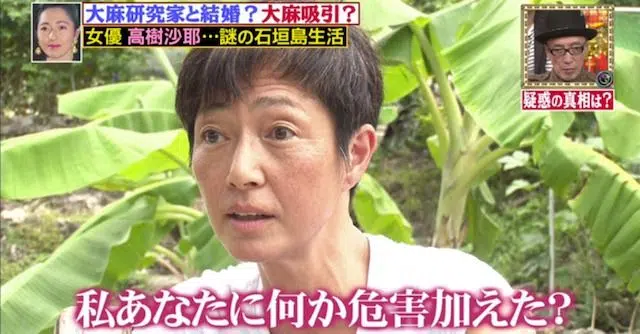 大麻研究家と結婚？大麻吸引？
女優 高樹沙耶…謎の石垣島生活
疑惑の真相は？
私あなたに何か危害加えた？